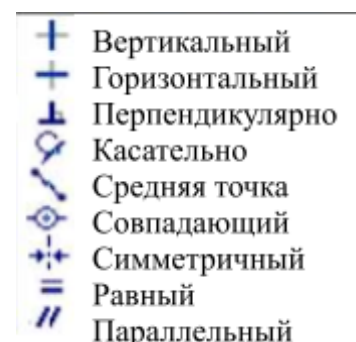 Вертикальный
Горизонтальный
Перпендикулярно
Касательно
Средняя точка
Совпадающий
Симметричный
Равный
Параллельный